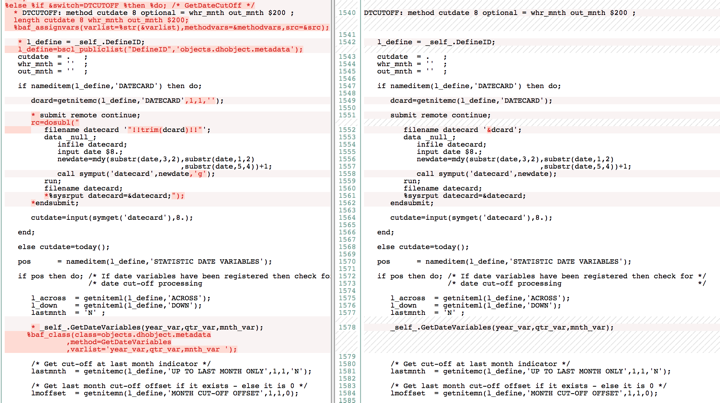 %else %if &switch=DTCUTOFF %then %do; /* GetDateCutOff */
* DTCUTOFF: method cutdate 8 optional = whr_mnth out_mnth $200 ;
length cutdate 8 whr_mnth out_mnth $200;
%baf_assignvars(varlist=%str(&varlist),methodvars=&methodvars,src=&src);
* l_define = _self_.DefineID;
l_define=bscl_publiclist("DefineID",'objects.dhobject.metadata');
cutdate = . ;
whr_mnth = '' ;
out_mnth = '' ;
if nameditem(l_define,'DATECARD') then do;
dcard=getnitemc(l_define,'DATECARD',1,1,'');
* submit remote continue;
rc=dosubl("
filename datecard '"!!trim(dcard)!!"';
data _null_;
infile datecard;
input date $8.;
newdate=mdy(substr(date,3,2),substr(date,1,2)
,substr(date,5,4))+1;
call symput('datecard',newdate,'g');
run;
filename datecard;
*%sysrput datecard=&datecard;");
*endsubmit;
cutdate=input(symget('datecard'),8.);
end;
else cutdate=today();
pos = nameditem(l_define,'STATISTIC DATE VARIABLES');
if pos then do; /* If date variables have been registered then check fo
/* date cut-off processing
l_across = getniteml(l_define,'ACROSS');
l_down = getniteml(l_define,'DOWN');
lastmnth = 'N' ;
* _self_.GetDateVariables(year_var,qtr_var,mnth_var);
%baf_class(class=objects.dhobject.metadata
,method=GetDateVariables
,varlist='year_var,qtr_var,mnth_var ');
/* Get cut-off at last month indicator */
lastmnth = getnitemc(l_define,'UP TO LAST MONTH ONLY',1,1,'N');
/* Get last month cut-off offset if it exists - else it is 0 */
lmoffset = getnitemn(l_define,'MONTH CUT-OFF OFFSET',1,1,0);
1540 DTCUTOFF: method cutdate 8 optional = whr_mnth out_mnth $200 ;
1541
1542 l_define = _self_.DefineID;
1543 cutdate = . ;
1544 whr_mnth = '' ;
1545 out_mnth = '' ;
1546
1547 if nameditem(l_define,'DATECARD') then do;
1548
1549 dcard=getnitemc(l_define,'DATECARD');
1550
1551 submit remote continue;
1552 filename datecard '&dcard';
1553 data _null_;
1554 infile datecard;
1555 input date $8.;
1556 newdate=mdy(substr(date,3,2),substr(date,1,2)
1557 ,substr(date,5,4))+1;
1558 call symput('datecard',newdate);
1559 run;
1560 filename datecard;
1561 %sysrput datecard=&datecard;
1562 endsubmit;
1563
1564 cutdate=input(symget('datecard'),8.);
1565
1566 end;
1567
1568 else cutdate=today();
1569
1570 pos = nameditem(l_define,'STATISTIC DATE VARIABLES');
1571
1572 if pos then do; /* If date variables have been registered then check for */
1573 /* date cut-off processing */
1574
1575 l_across = getniteml(l_define,'ACROSS');
1576 l_down = getniteml(l_define,'DOWN');
1577 lastmnth = 'N' ;
1578 _self_.GetDateVariables(year_var,qtr_var,mnth_var);
1579
1580 /* Get cut-off at last month indicator */
1581 lastmnth = getnitemc(l_define,'UP TO LAST MONTH ONLY',1,1,'N');
1582
1583 /* Get last month cut-off offset if it exists - else it is 0 */
1584 lmoffset = getnitemn(l_define,'MONTH CUT-OFF OFFSET',1,1,0);
1585